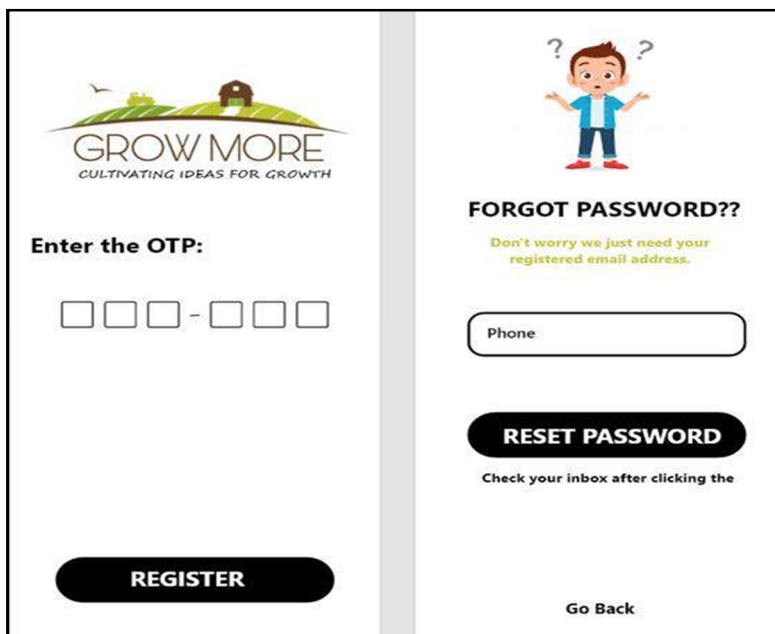 GROW MORE
CULTIVATING IDEAS FOR GROWTH
Enter the OTP:
-
REGISTER
? ?
FORGOT PASSWORD??
Don't worry we just need your
registered email address.
Phone
RESET PASSWORD
Check your inbox after clicking the
Go Back